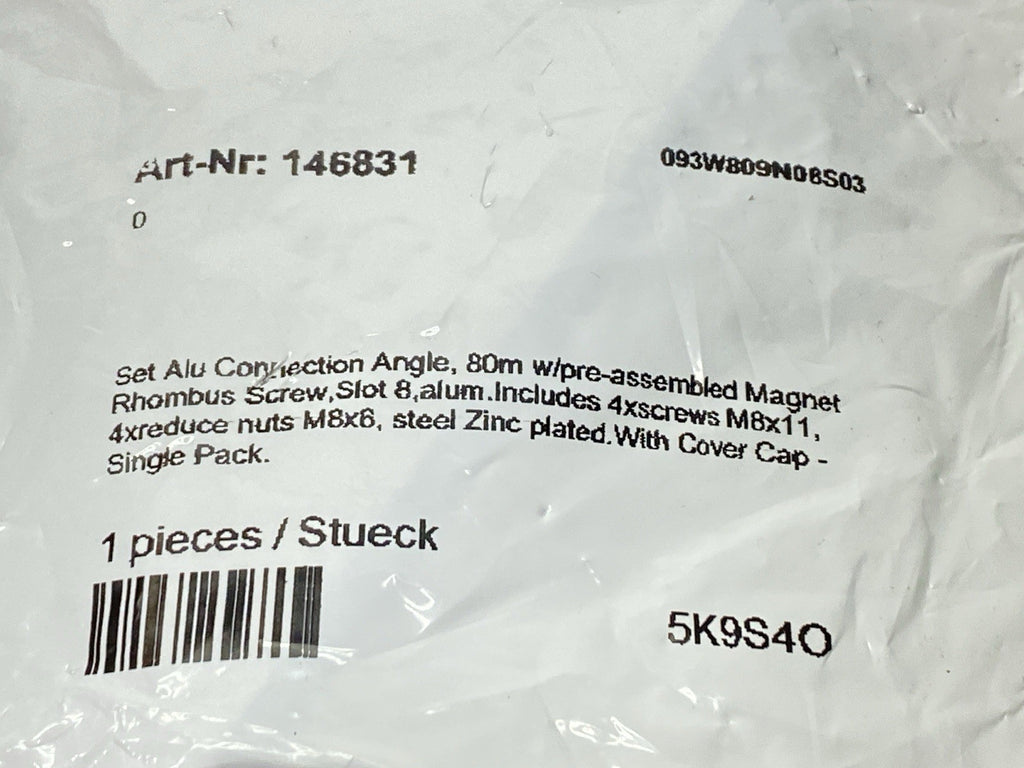 Art-Nr: 146831
093W809N08S03
0
Set Alu Connection Angle, 80m w/pre-assembled Magnet
Rhombus Screw,Slot 8,alum.Includes 4xscrews M8x11,
4xreduce nuts M8x6, steel Zinc plated.With Cover Cap -
Single Pack.
1 pieces / Stueck
5K9S4O